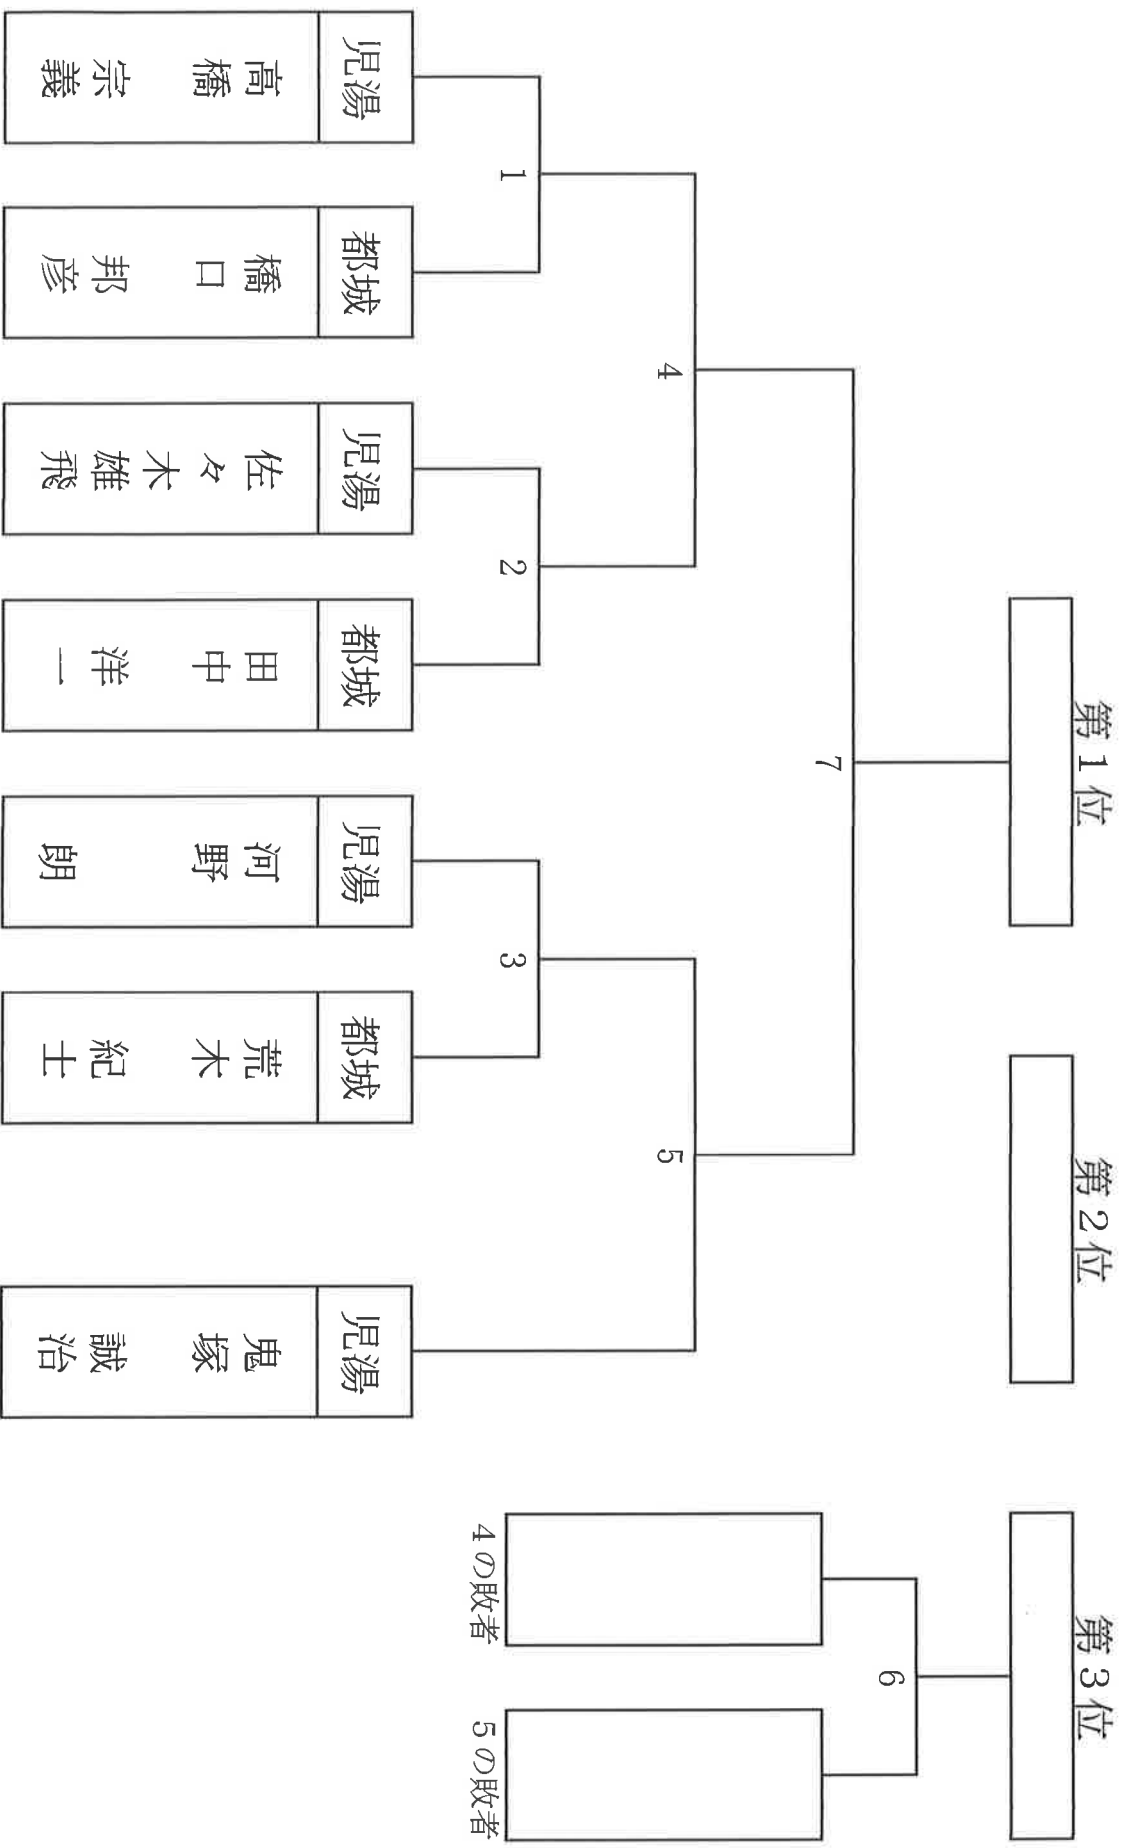 第1位
第2位
第3位
7
4
5
6
1
2
3
4の敗者
5の敗者
児湯
高橋 宗義
都城
橋口 邦彦
児湯
佐々木雄飛
都城
田中 洋一
児湯
河野 朗
都城
荒木 紀士
児湯
鬼塚 誠治